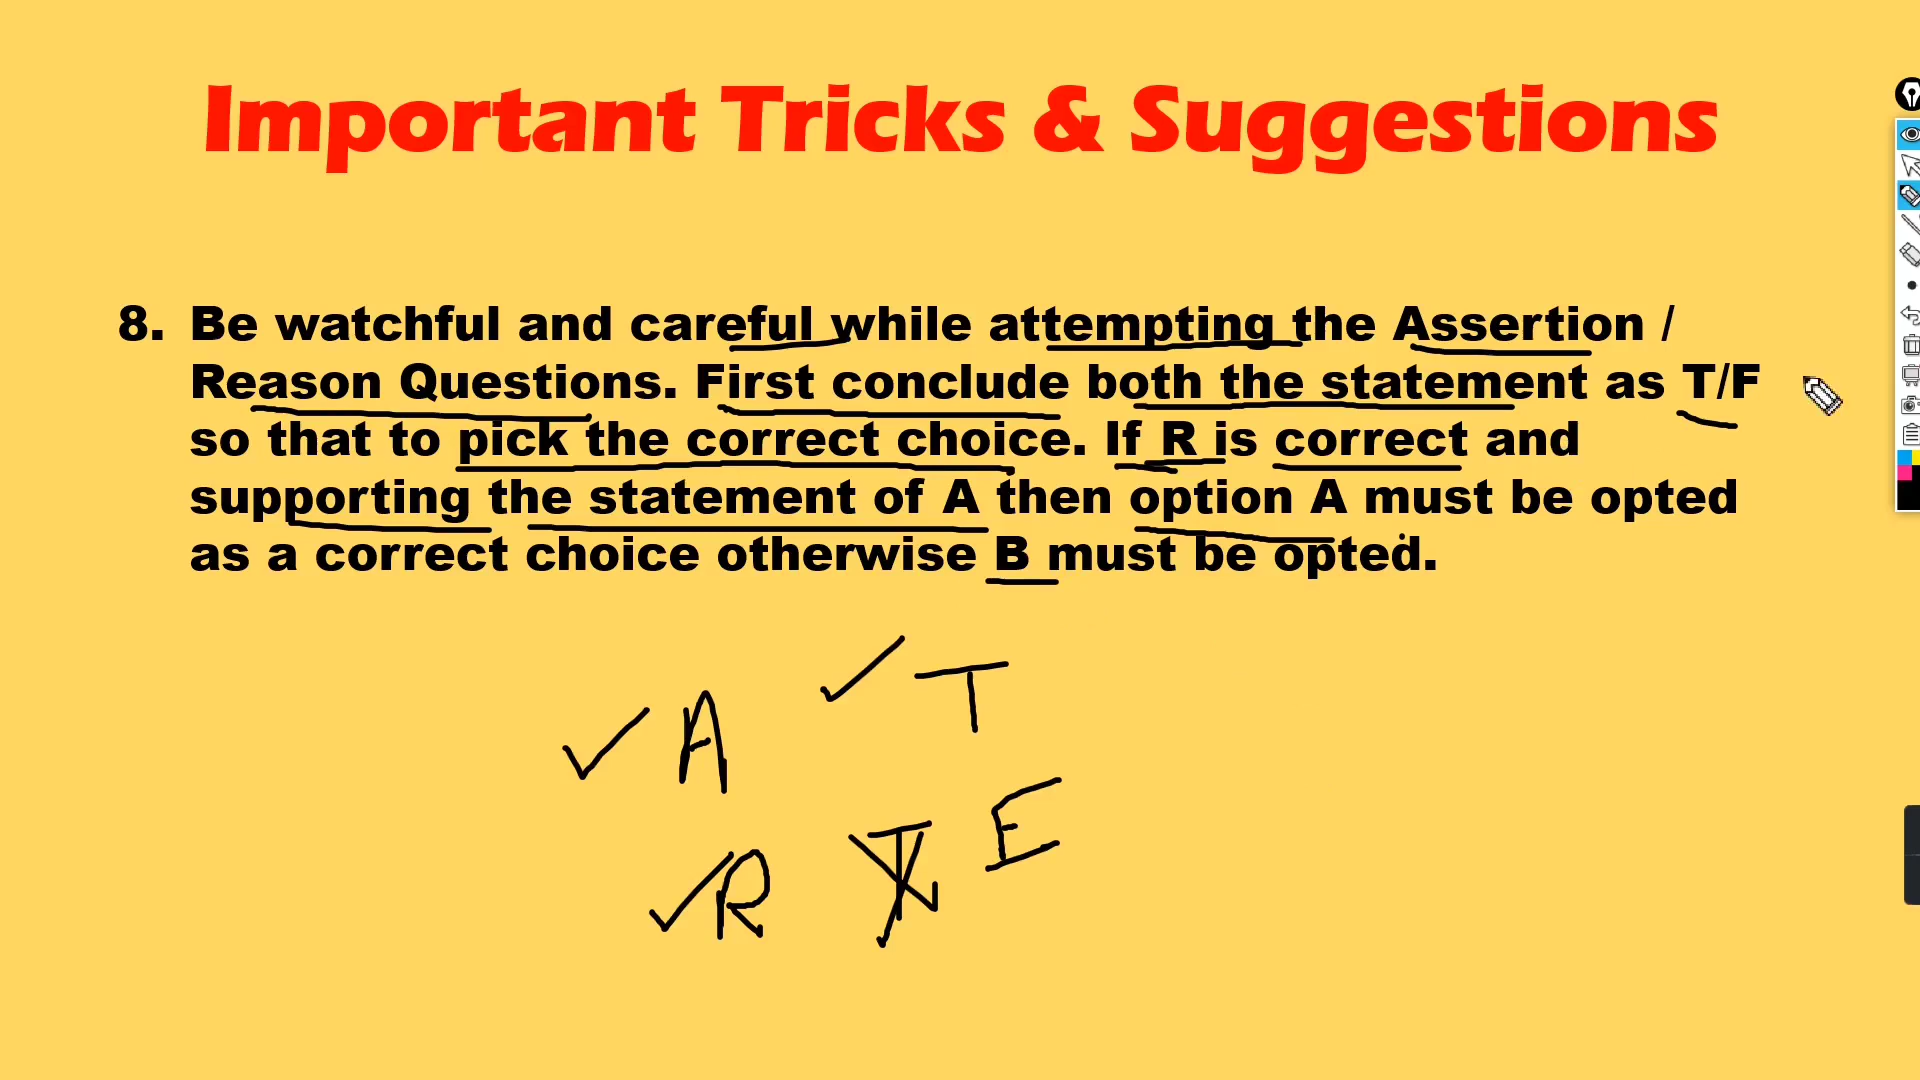 Important Tricks & Suggestions
8. Be watchful and careful while attempting the Assertion /
Reason Questions. First conclude both the statement as T/F
so that to pick the correct choice. If R is correct and
supporting the statement of A then option A must be opted
as a correct choice otherwise B must be opted.
A T
R T E